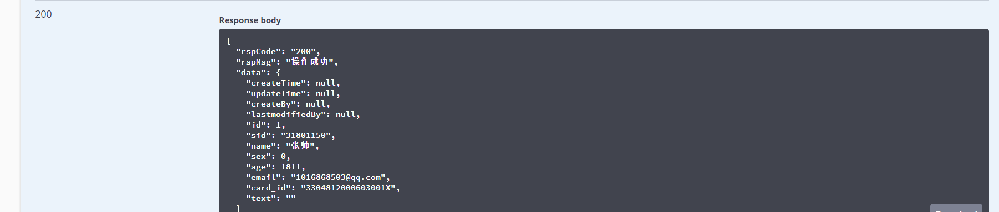 200
Response body
{
"rspCode": "200",
"rspMsg": "操作成功",
"data": {
"createTime": null,
"updateTime": null,
"createBy": null,
"lastmodifiedBy": null,
"id": 1,
"sid": "31801150",
"name": "张帅",
"sex": 0,
"age": 1811,
"email": "1016868503@qq.com",
"card_id": "3304812000603001X",
"text": ""
}